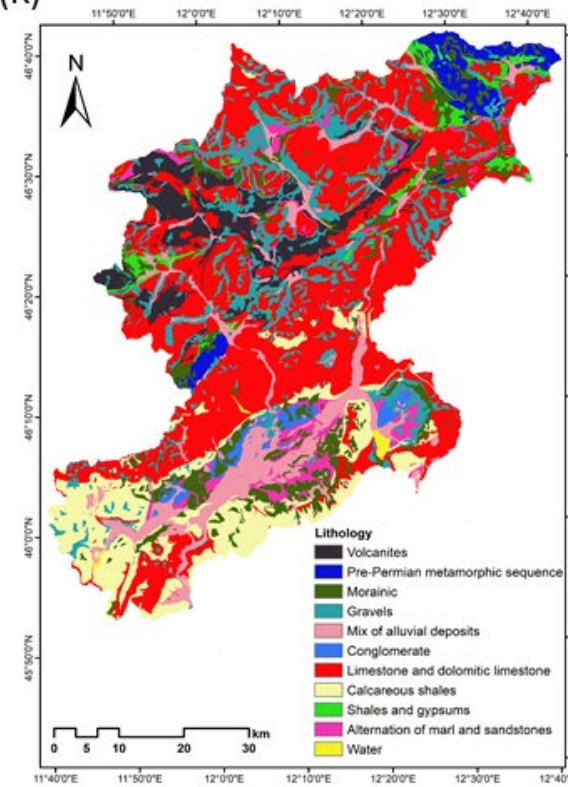 11°50'0"E 12°0'0"E 12°10'0"E 12°20'0"E 12°30'0"E 12°40'0"E
46°40'0"N
N
46°30'0"N
46°20'0"N
46°10'0"N
46°0'0"N
45°50'0"N
Lithology
Volcanites
Pre-Permian metamorphic sequence
Morainic
Gravels
Mix of alluvial deposits
Conglomerate
Limestone and dolomitic limestone
Calcareous shales
Shales and gypsums
Alternation of marl and sandstones
Water
km
0 5 10 20 30
11°40'0"E 11°50'0"E 12°0'0"E 12°10'0"E 12°20'0"E 12°30'0"E 12°40'